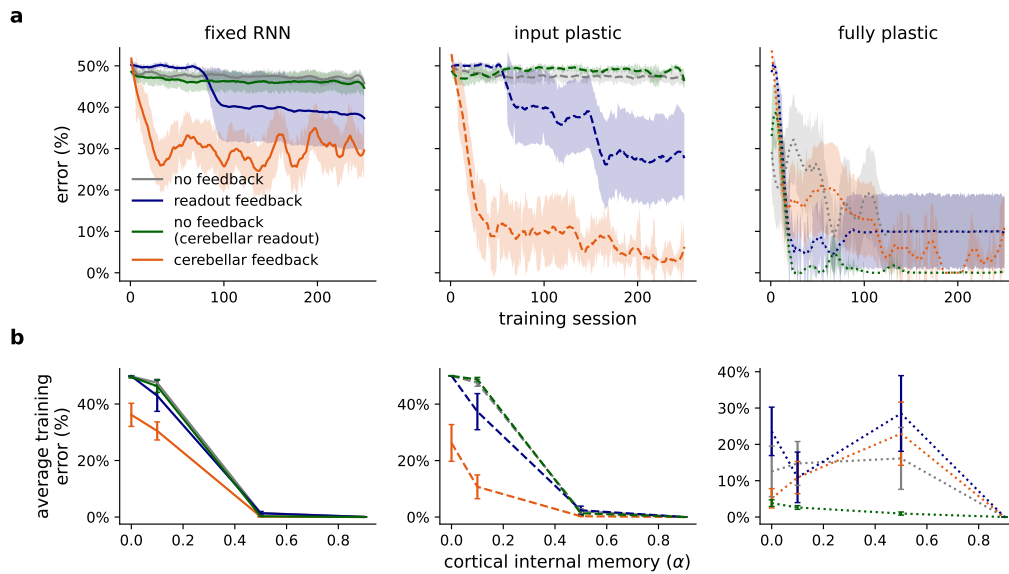 a
fixed RNN
input plastic
fully plastic
error (%)
50%
40%
30%
20%
10%
0%
no feedback
readout feedback
no feedback
(cerebellar readout)
cerebellar feedback
0 100 200
0 100 200
0 100 200
training session
b
average training
error (%)
40%
20%
0%
0.0 0.2 0.4 0.6 0.8
40%
20%
0%
0.0 0.2 0.4 0.6 0.8
40%
30%
20%
10%
0%
0.0 0.2 0.4 0.6 0.8
cortical internal memory (α)